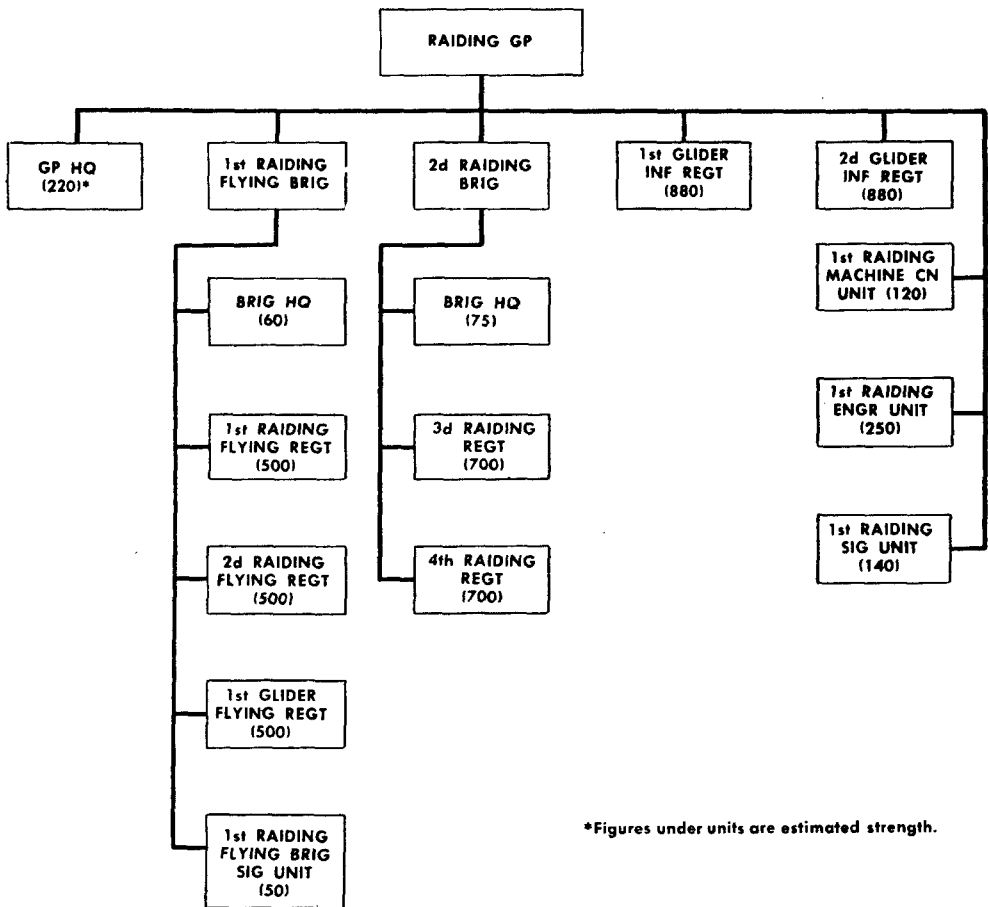 RAIDING GP
GP HQ
(220)*
1st RAIDING
FLYING BRIG
2d RAIDING
BRIG
1st GLIDER
INF REGT
(880)
2d GLIDER
INF REGT
(880)
BRIG HQ
(60)
1st RAIDING
FLYING REGT
(500)
2d RAIDING
FLYING REGT
(500)
1st GLIDER
FLYING REGT
(500)
1st RAIDING
FLYING BRIG
SIG UNIT
(50)
BRIG HQ
(75)
3d RAIDING
REGT
(700)
4th RAIDING
REGT
(700)
1st RAIDING
MACHINE CN
UNIT (120)
1st RAIDING
ENGR UNIT
(250)
1st RAIDING
SIG UNIT
(140)
*Figures under units are estimated strength.